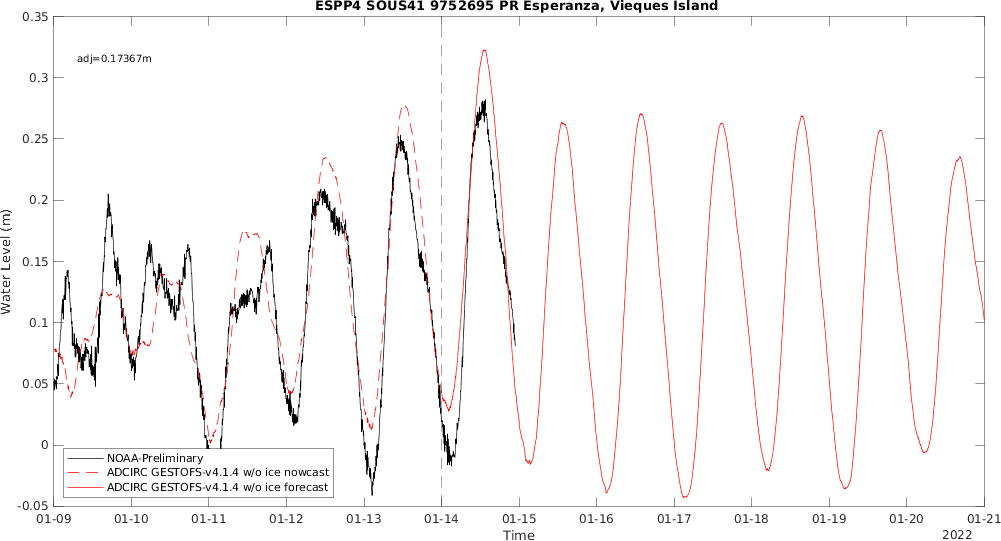 ESPP4 SOUS41 9752695 PR Esperanza, Vieques Island
0.35
0.3
0.25
0.2
0.15
0.1
0.05
0
-0.05
Water Level (m)
adj=0.17367m
NOAA-Preliminary
ADCIRC GESTOFS-v4.1.4 w/o ice nowcast
ADCIRC GESTOFS-v4.1.4 w/o ice forecast
01-09 01-10 01-11 01-12 01-13 01-14 01-15 01-16 01-17 01-18 01-19 01-20 01-21
Time
2022